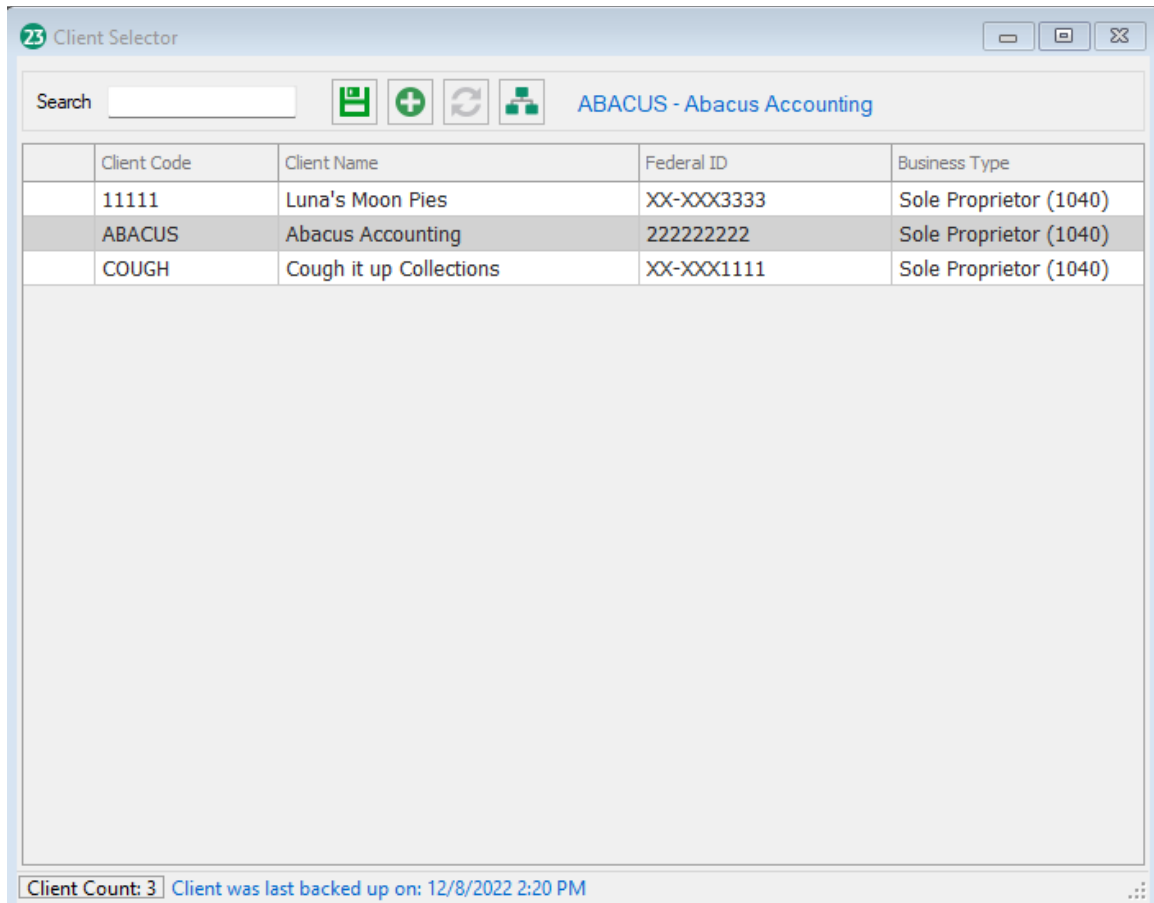 23 Client Selector
Search ABACUS - Abacus Accounting
Client Code Client Name Federal ID Business Type
11111 Luna's Moon Pies XX-XXX3333 Sole Proprietor (1040)
ABACUS Abacus Accounting 222222222 Sole Proprietor (1040)
COUGH Cough it up Collections XX-XXX1111 Sole Proprietor (1040)
Client Count: 3 Client was last backed up on: 12/8/2022 2:20 PM